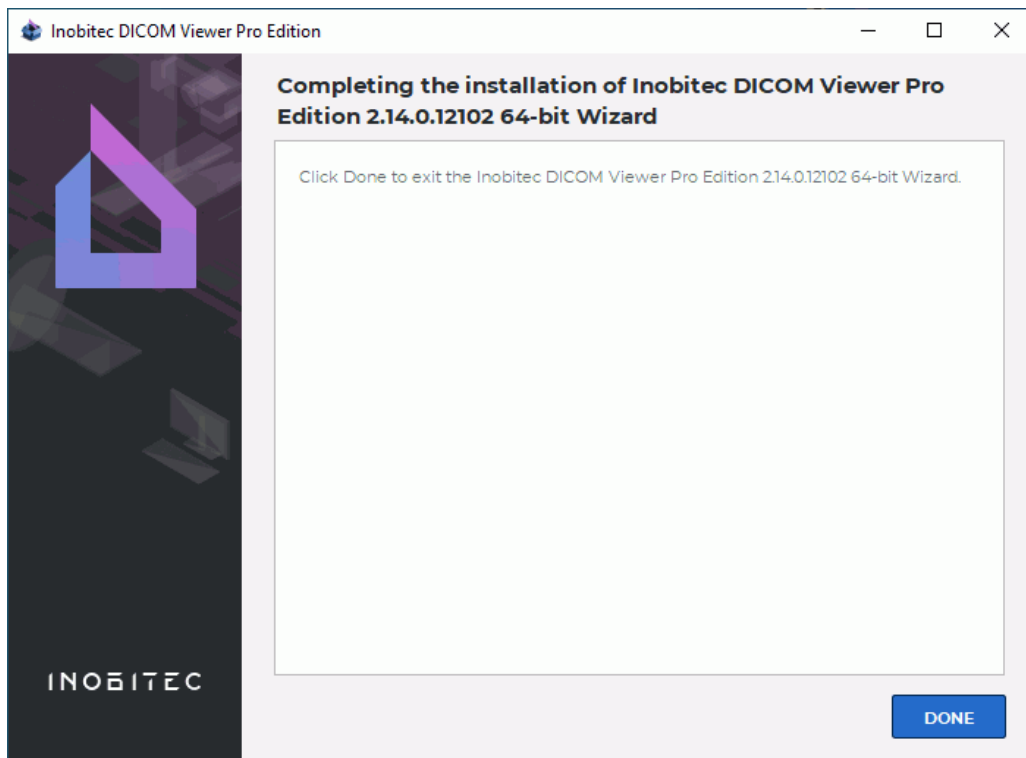 Inobitec DICOM Viewer Pro Edition
Completing the installation of Inobitec DICOM Viewer Pro
Edition 2.14.0.12102 64-bit Wizard
Click Done to exit the Inobitec DICOM Viewer Pro Edition 2.14.0.12102 64-bit Wizard.
INOBITEC
DONE